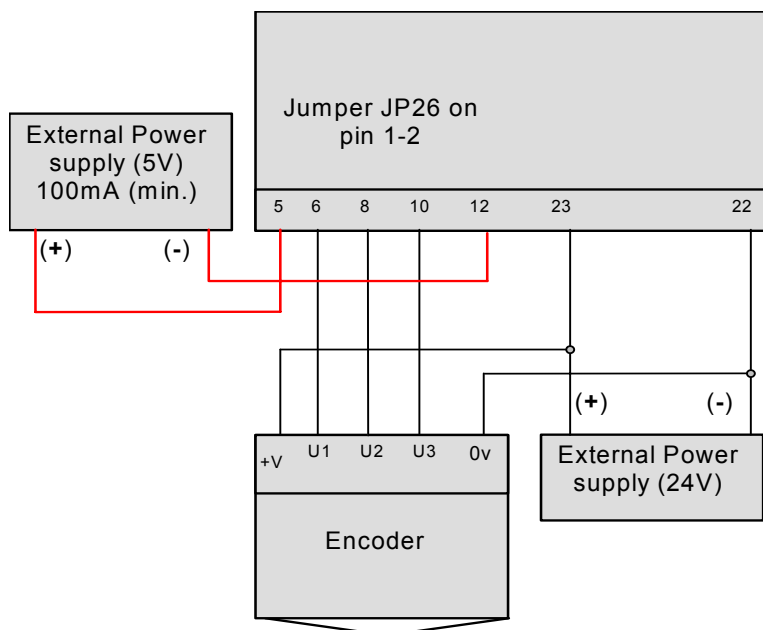 Jumper JP26 on
pin 1-2
External Power
supply (5V)
100mA (min.)
5 6 8 10 12 23 22
(+) (-)
(+) (-)
+V U1 U2 U3 0v
External Power
supply (24V)
Encoder